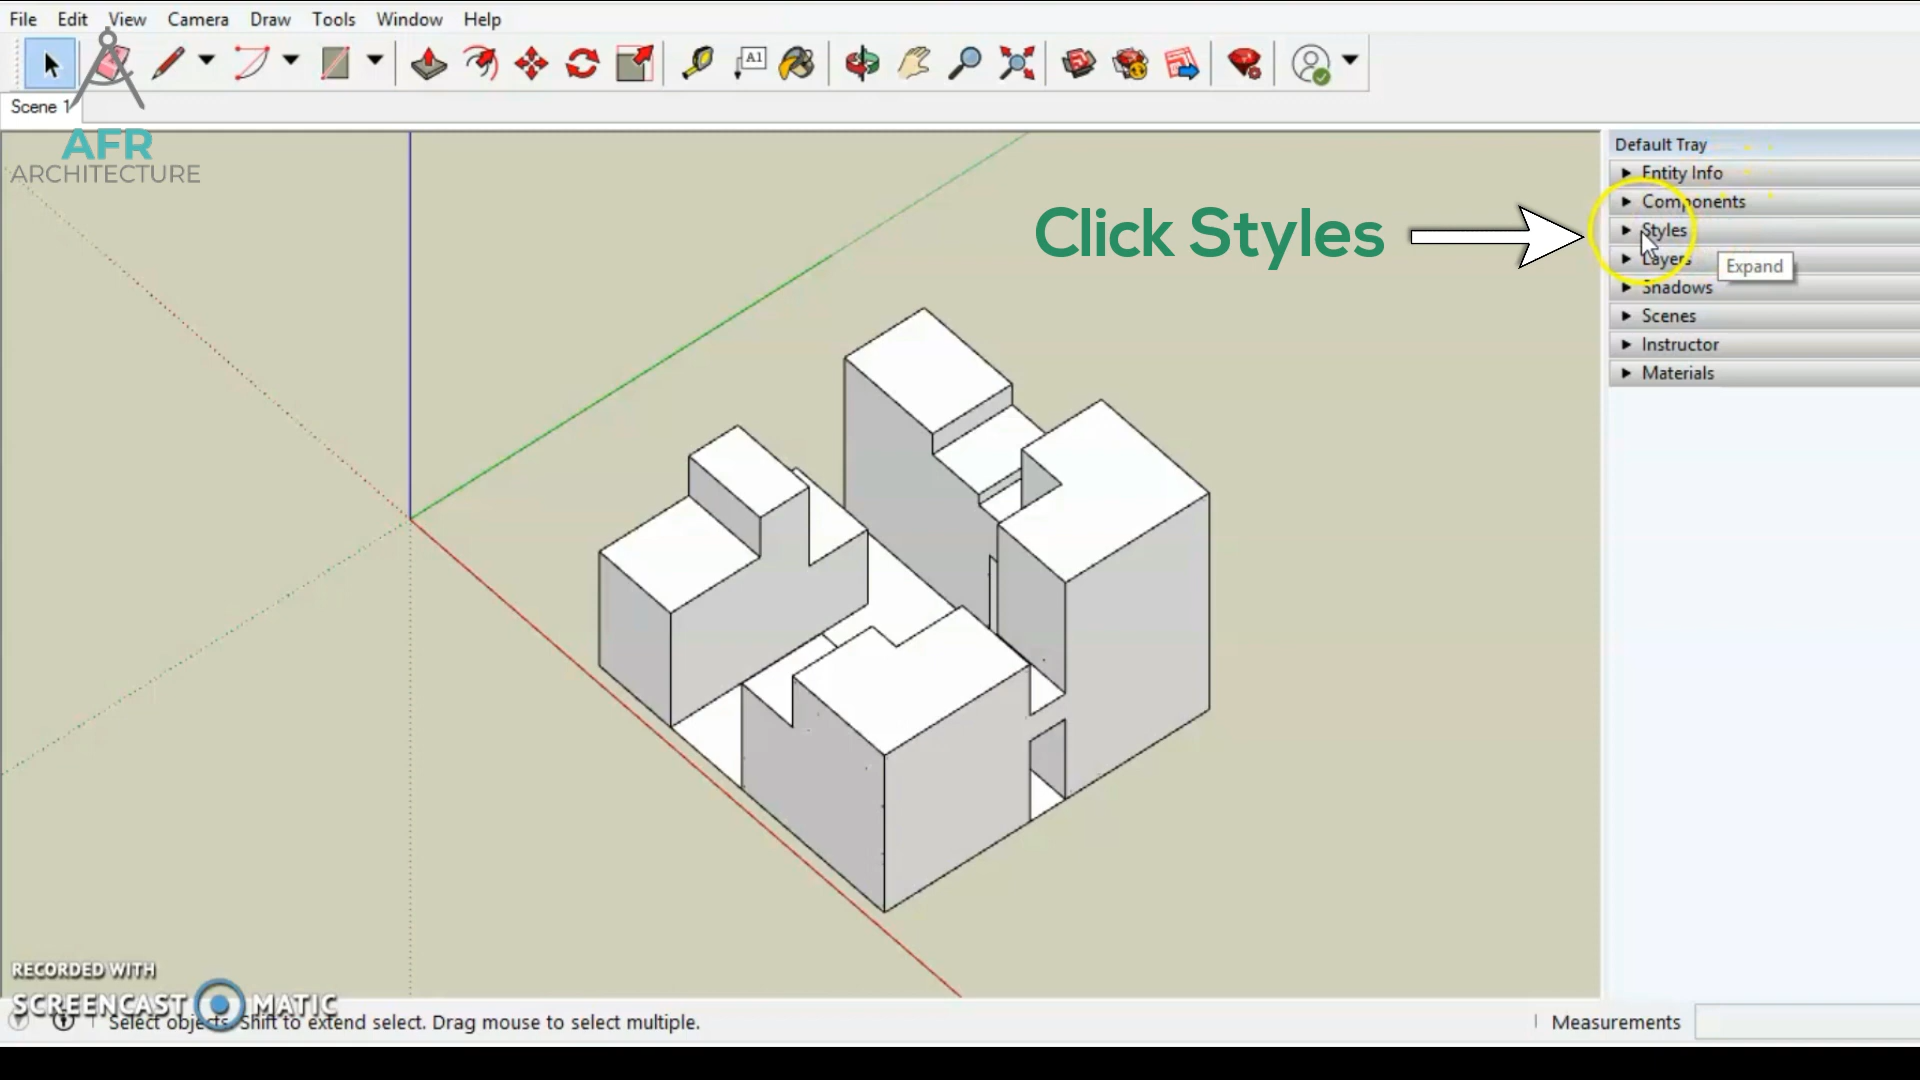 File Edit View Camera Draw Tools Window Help
A1
Scene 1
AFR
ARCHITECTURE
Default Tray
Entity Info
Components
Click Styles
Styles
Layers
Expand
Shadows
Scenes
Instructor
Materials
RECORDED WITH
SCREENCAST MATIC
Select objects. Shift to extend select. Drag mouse to select multiple.
Measurements